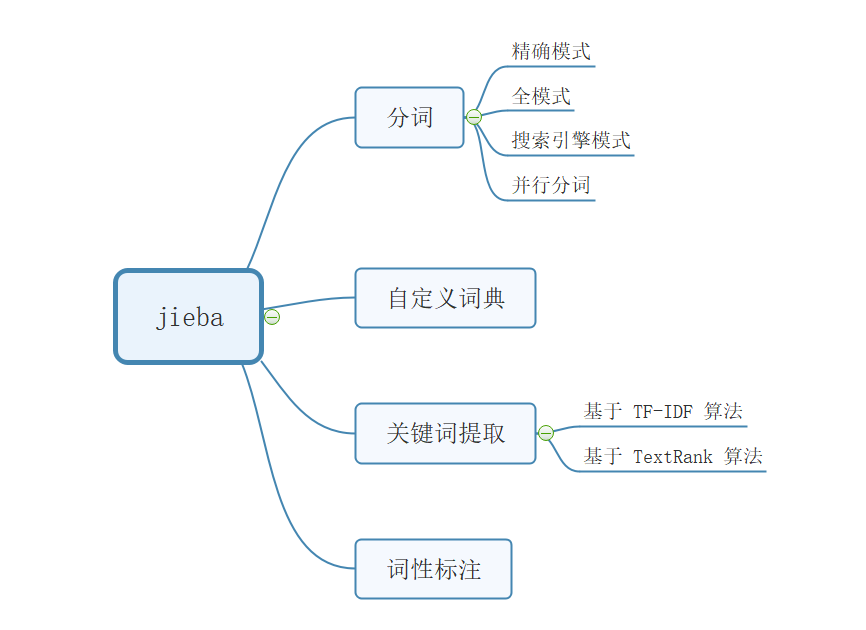 jieba
分词
精确模式
全模式
搜索引擎模式
并行分词
自定义词典
关键词提取
基于 TF-IDF 算法
基于 TextRank 算法
词性标注